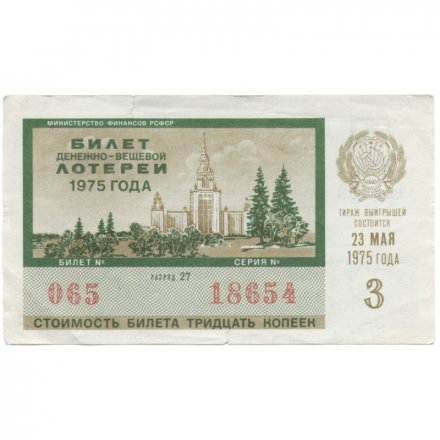 МИНИСТЕРСТВО ФИНАНСОВ РСФСР
БИЛЕТ
ДЕНЕЖНО-ВЕЩЕВОЙ
ЛОТЕРЕИ
1975 ГОДА
БИЛЕТ №
РАЗРЯД 27
СЕРИЯ №
065
18654
СТОИМОСТЬ БИЛЕТА ТРИДЦАТЬ КОПЕЕК
ТИРАЖ ВЫИГРЫШЕЙ
СОСТОИТСЯ
23 МАЯ
1975 ГОДА
3